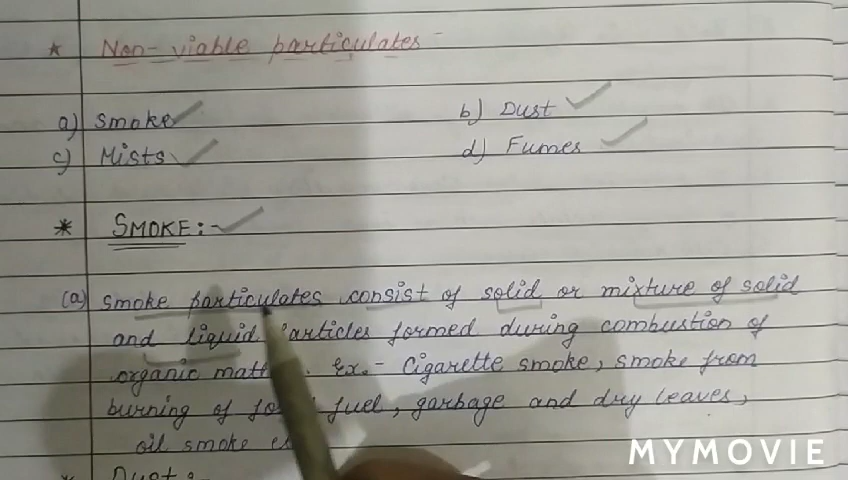 * Non-viable particulates -
a) Smoke b) Dust
c) Mists d) Fumes
* SMOKE:-
(a) Smoke particulates consist of solid or mixture of solid
and liquid particles formed during combustion of
organic Ex.- Cigarette smoke, smoke from
burning of fuel, garbage and dry leaves,
oil smoke
* Dust:
MYMOVIE